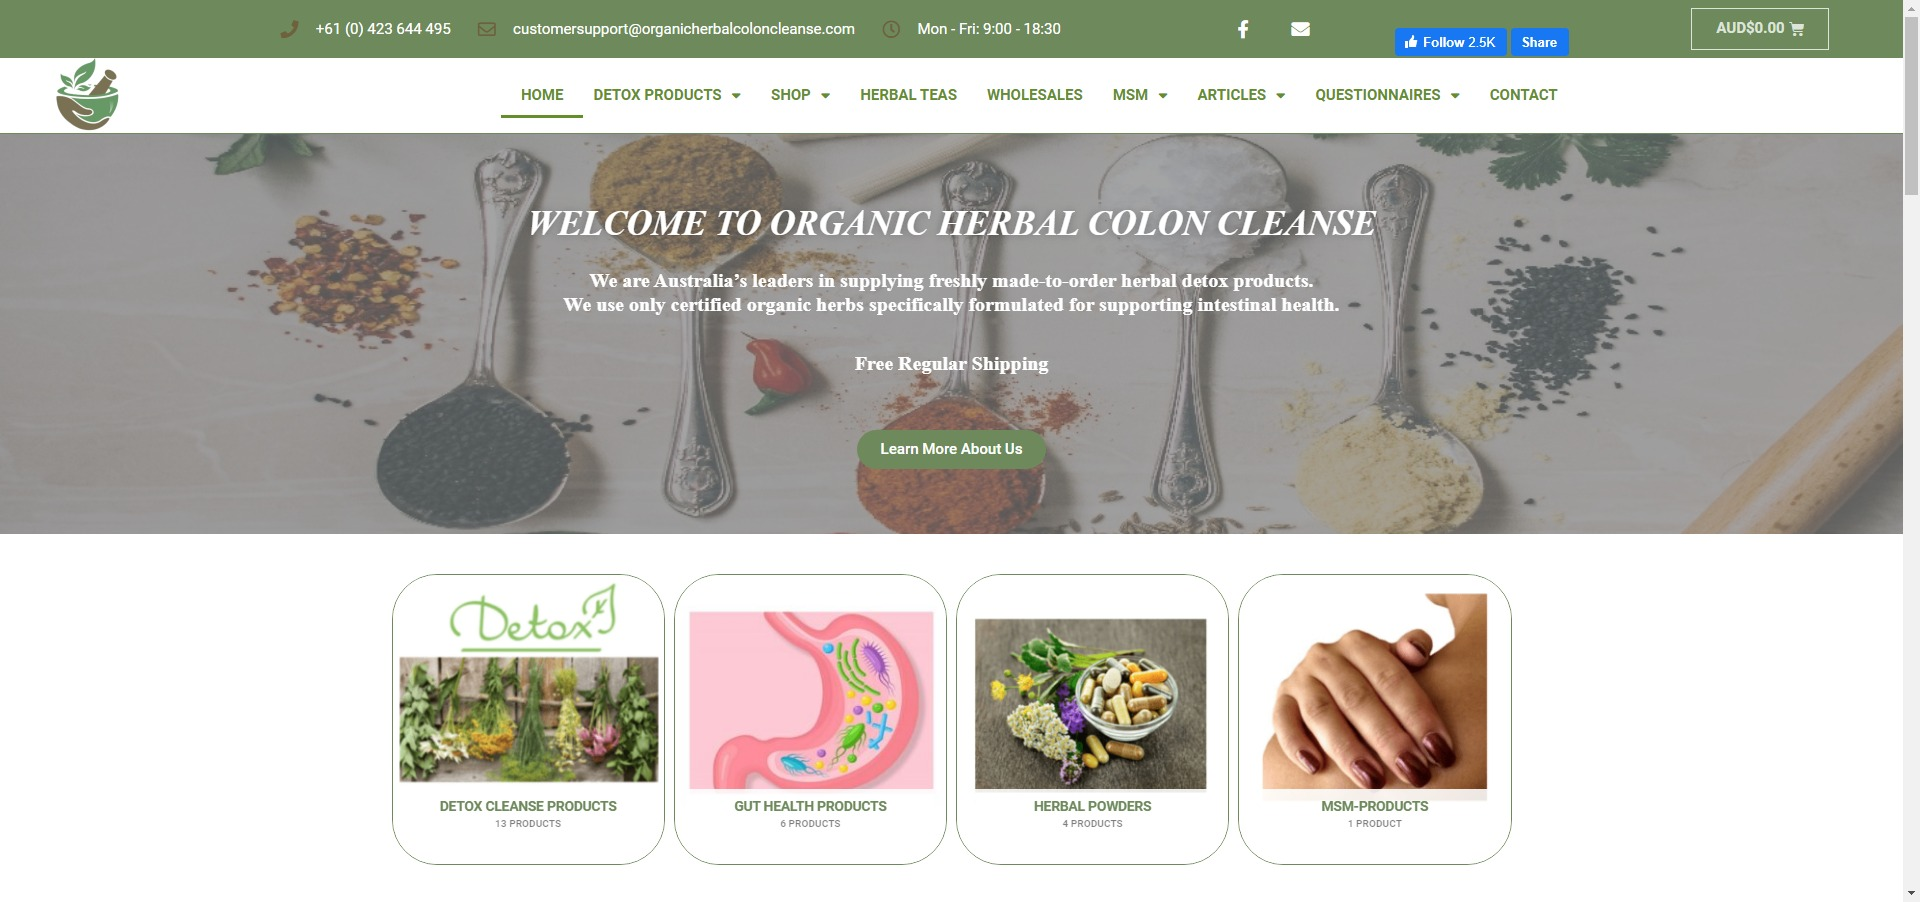 +61 (0) 423 644 495
customersupport@organicherbalcoloncleanse.com
Mon - Fri: 9:00 - 18:30
Follow 2.5K
Share
AUD$0.00
HOME
DETOX PRODUCTS
SHOP
HERBAL TEAS
WHOLESALES
MSM
ARTICLES
QUESTIONNAIRES
CONTACT
WELCOME TO ORGANIC HERBAL COLON CLEANSE
We are Australia’s leaders in supplying freshly made-to-order herbal detox products.
We use only certified organic herbs specifically formulated for supporting intestinal health.
Free Regular Shipping
Learn More About Us
Detox
DETOX CLEANSE PRODUCTS
13 PRODUCTS
GUT HEALTH PRODUCTS
6 PRODUCTS
HERBAL POWDERS
4 PRODUCTS
MSM-PRODUCTS
1 PRODUCT